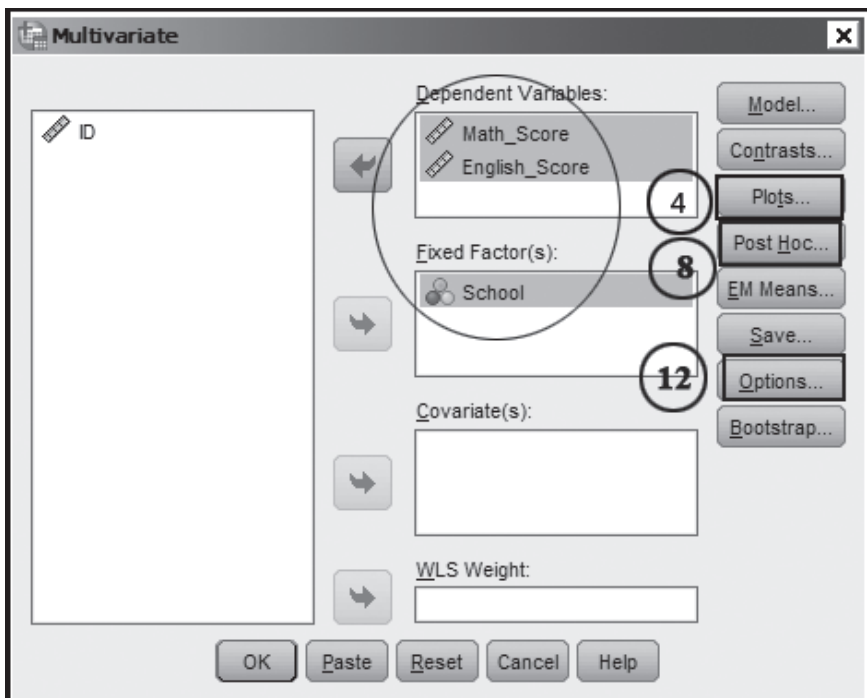 Multivariate
ID
Dependent Variables:
Math_Score
English_Score
Fixed Factor(s):
School
Covariate(s):
WLS Weight:
Model...
Contrasts...
4
Plots...
8
Post Hoc...
EM Means...
Save...
12
Options...
Bootstrap...
OK
Paste
Reset
Cancel
Help